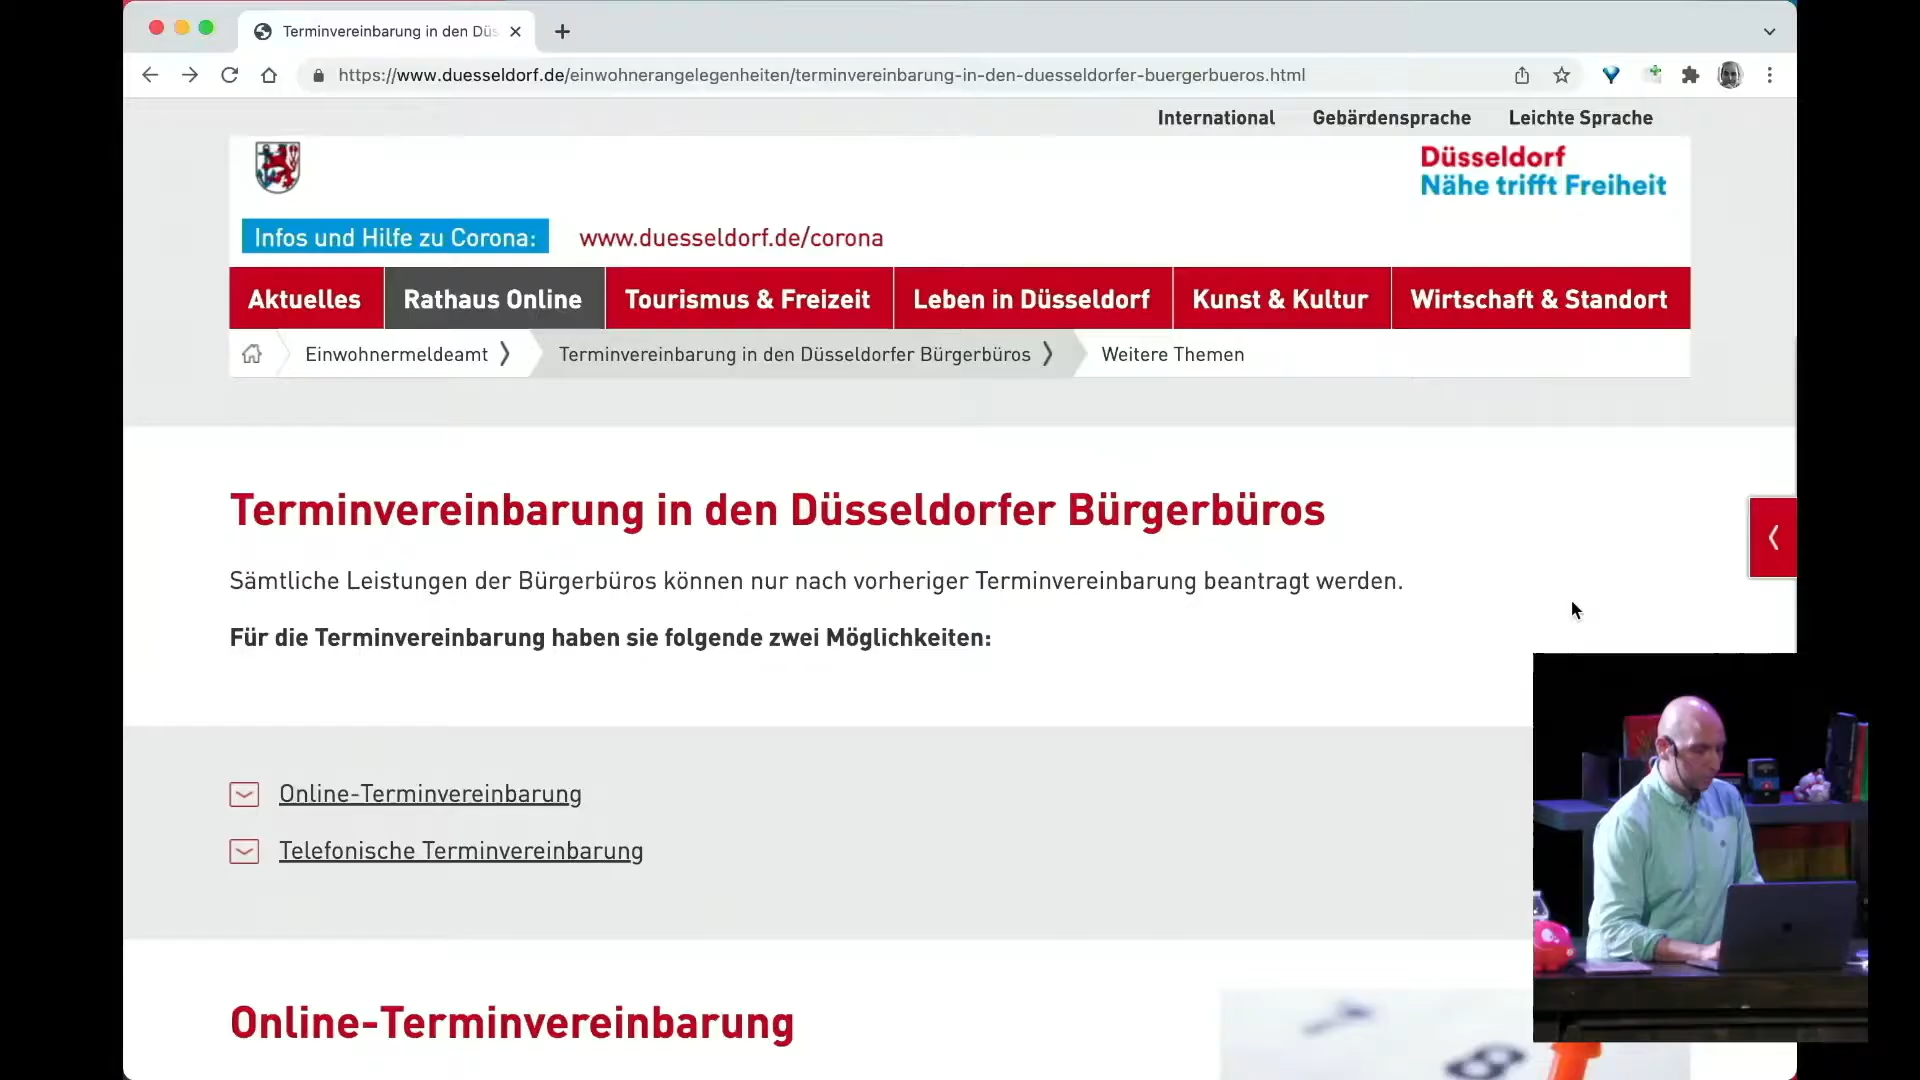 Terminvereinbarung in den Düs
https://www.duesseldorf.de/einwohnerangelegenheiten/terminvereinbarung-in-den-duesseldorfer-buergerbueros.html
International Gebärdensprache Leichte Sprache
Düsseldorf
Nähe trifft Freiheit
Infos und Hilfe zu Corona: www.duesseldorf.de/corona
Aktuelles Rathaus Online Tourismus & Freizeit Leben in Düsseldorf Kunst & Kultur Wirtschaft & Standort
Einwohnermeldeamt Terminvereinbarung in den Düsseldorfer Bürgerbüros Weitere Themen
Terminvereinbarung in den Düsseldorfer Bürgerbüros
Sämtliche Leistungen der Bürgerbüros können nur nach vorheriger Terminvereinbarung beantragt werden.
Für die Terminvereinbarung haben sie folgende zwei Möglichkeiten:
Online-Terminvereinbarung
Telefonische Terminvereinbarung
Online-Terminvereinbarung